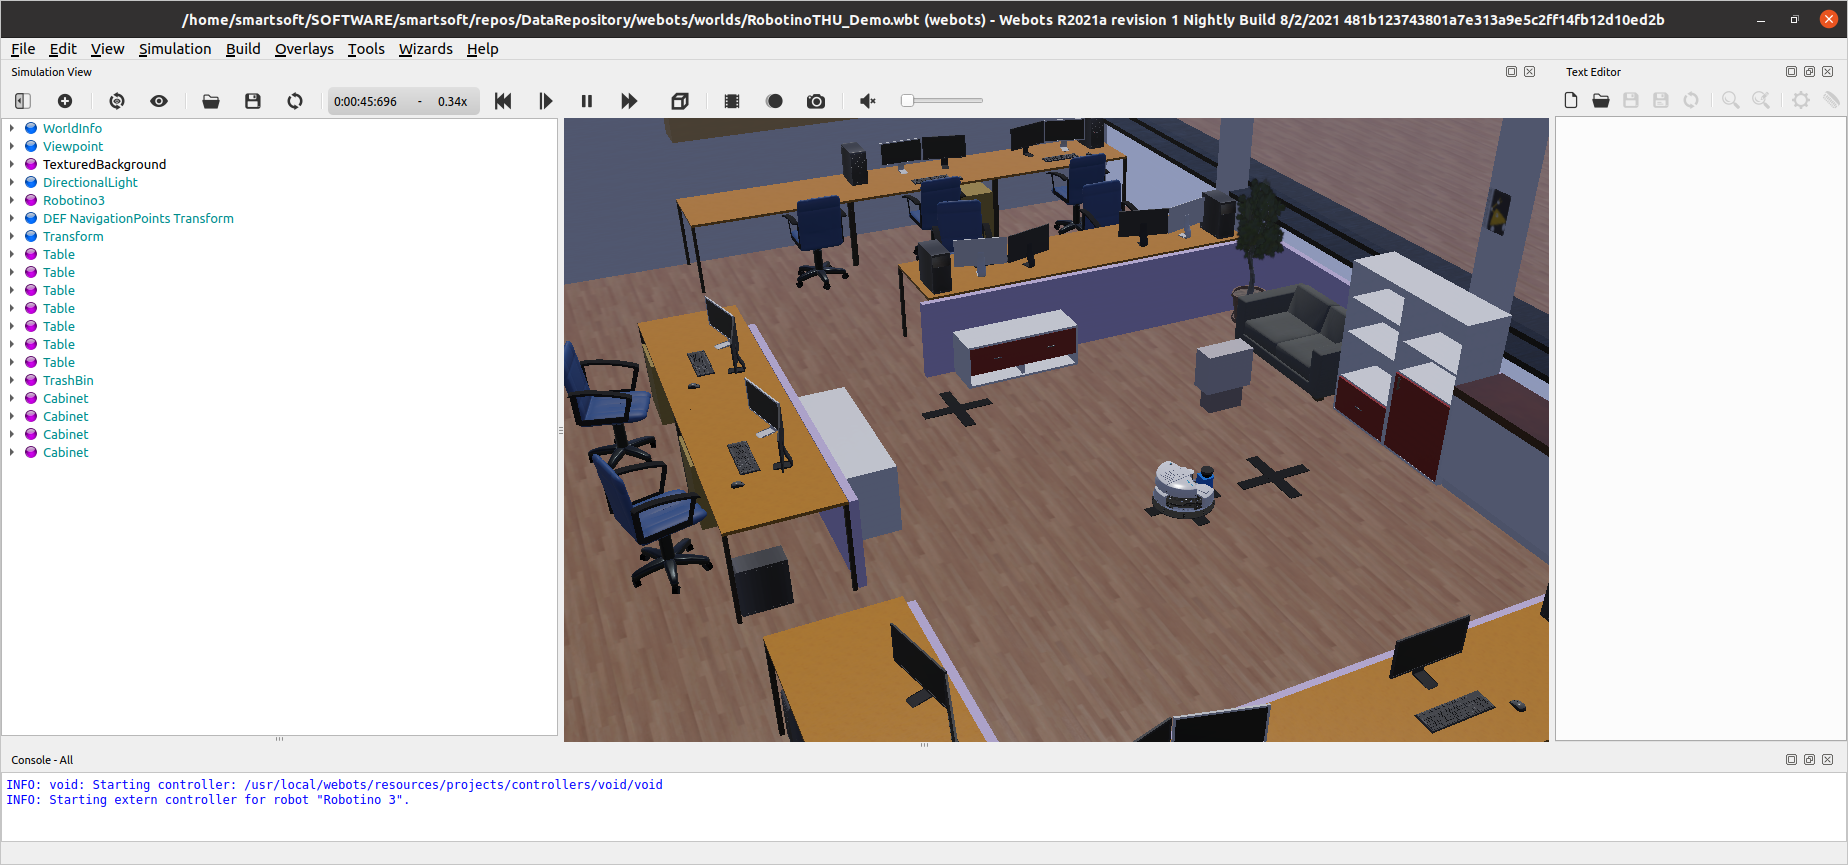 /home/smartsoft/SOFTWARE/smartsoft/repos/DataRepository/webots/worlds/RobotinoTHU_Demo.wbt (webots) - Webots R2021a revision 1 Nightly Build 8/2/2021 481b123743801a7e313a9e5c2ff14fb12d10ed2b
File Edit View Simulation Build Overlays Tools Wizards Help
Simulation View
Text Editor
0:00:45:696 - 0.34x
WorldInfo
Viewpoint
TexturedBackground
DirectionalLight
Robotino3
DEF NavigationPoints Transform
Transform
Table
Table
Table
Table
Table
Table
Table
TrashBin
Cabinet
Cabinet
Cabinet
Cabinet
Console - All
INFO: void: Starting controller: /usr/local/webots/resources/projects/controllers/void/void
INFO: Starting extern controller for robot "Robotino 3".